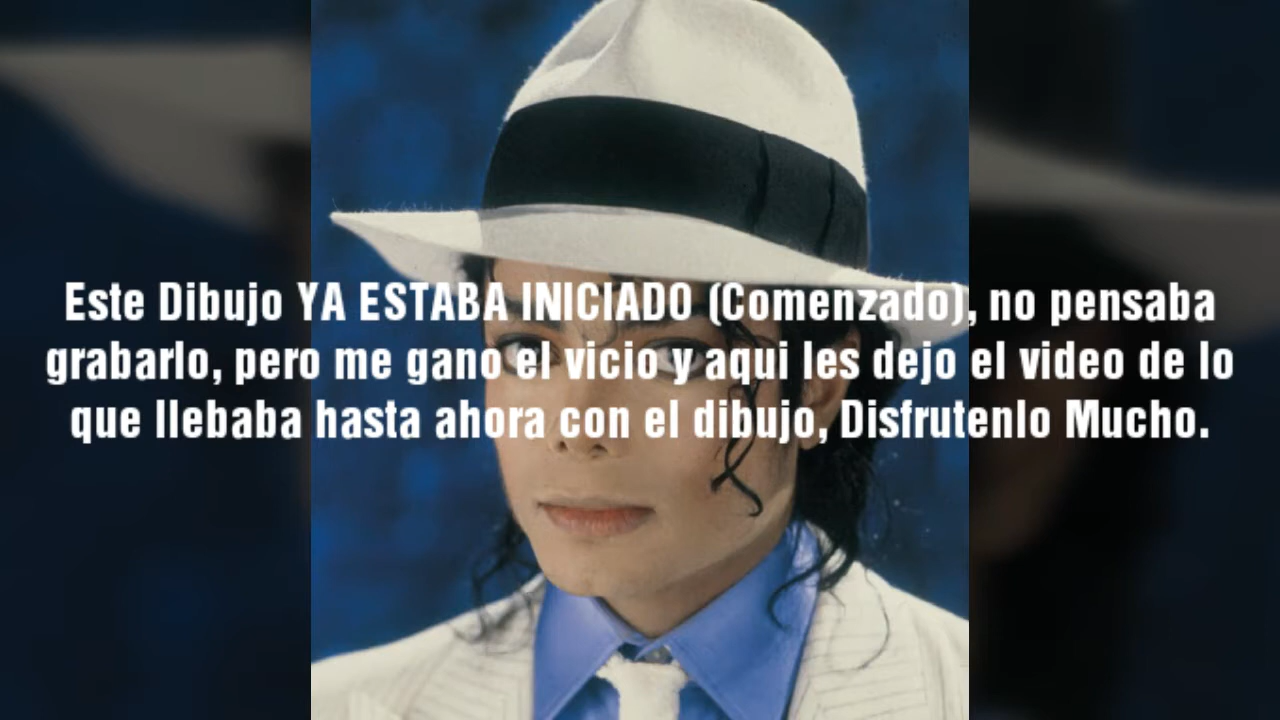 Este Dibujo YA ESTABA INICIADO (Comenzado), no pensaba
grabarlo, pero me gano el vicio y aqui les dejo el video de lo
que llebaba hasta ahora con el dibujo, Disfrutenlo Mucho.